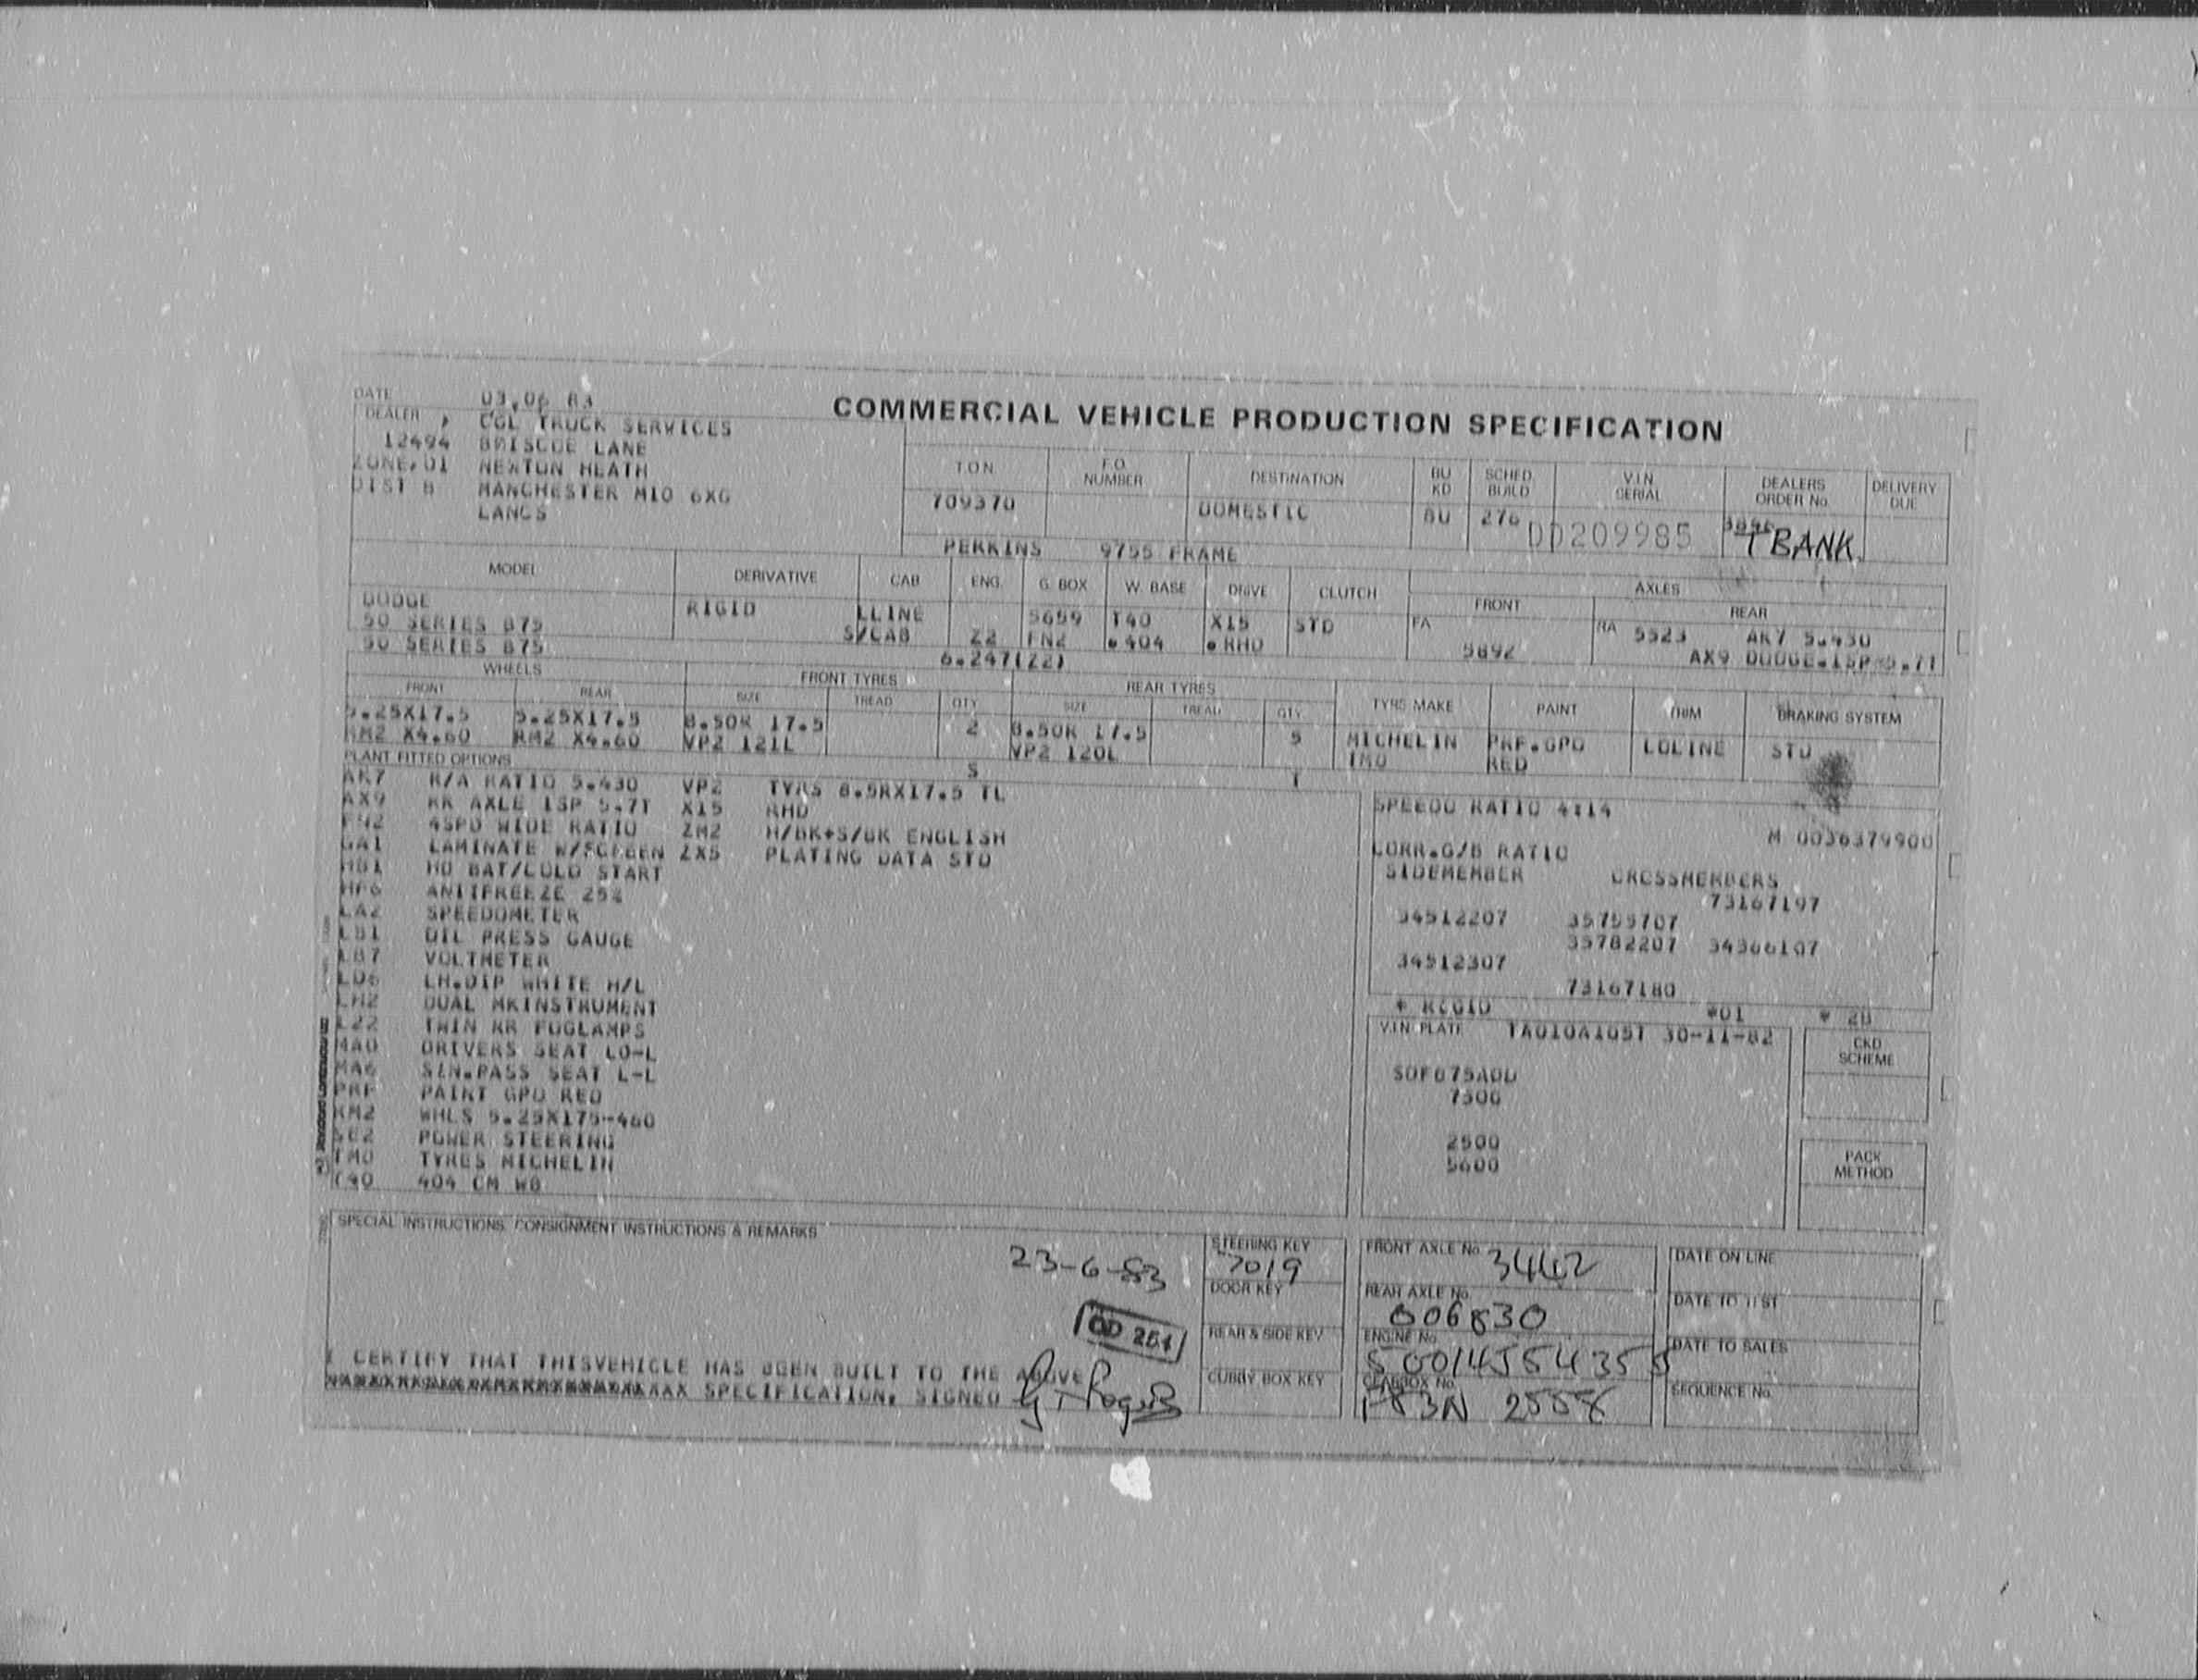 COMMERCIAL VEHICLE PRODUCTION SPECIFICATION
DATE 03.06 83
DEALER CGL TRUCK SERVICES
12494 BRISCOE LANE
ZONE.01 NEWTON HEATH
DIST B MANCHESTER M10 6XG
LANCS
T.O.N. F.O. NUMBER DESTINATION BU KD SCHED. BUILD V.I.N. SERIAL DEALERS ORDER No. DELIVERY DUE
709370 DOMESTIC BU 276 DD209985 T BANK.
PERKINS 9755 FRAME
MODEL DERIVATIVE CAB ENG. G. BOX W. BASE DRIVE CLUTCH AXLES
FRONT REAR
DODGE RIGID LLINE 5659 T40 X15 STD FA RA 5523 AK7 5.430
50 SERIES B75 S/CAB Z2 FN2 .404 .RHD 5892 AX9 DODGE.1SP 5.7T
50 SERIES B75 6.247(Z2)
WHEELS FRONT TYRES REAR TYRES
FRONT REAR SIZE TREAD QTY SIZE TREAD QTY TYRE MAKE PAINT TRIM BRAKING SYSTEM
5.25X17.5 5.25X17.5 8.50R 17.5 2 8.50R 17.5 5 MICHELIN PRF.GPO LOLINE STD
RM2 X4.60 RM2 X4.60 VP2 121L VP2 120L TM0 RED
PLANT FITTED OPTIONS S T
AK7 R/A RATIO 5.430 VP2 TYRS 8.5RX17.5 TL
AX9 RR AXLE 1SP 5.7T X15 RHD
FN2 4SPD WIDE RATIO ZM2 H/BK+S/BK ENGLISH
GA1 LAMINATE W/SCREEN ZX5 PLATING DATA STD
HB1 HD BAT/COLD START
HF6 ANTIFREEZE 25%
LA2 SPEEDOMETER
LB1 OIL PRESS GAUGE
LB7 VOLTMETER
LD6 LH.DIP WHITE H/L
LH2 DUAL MKINSTRUMENT
LZ2 TWIN RR FOGLAMPS
MA0 DRIVERS SEAT LO-L
MA6 SIN.PASS SEAT L-L
PRF PAINT GPO RED
RM2 WHLS 5.25X175-460
SE2 POWER STEERING
TM0 TYRES MICHELIN
T40 404 CM WB
SPEEDO RATIO 4:14
M 0036379900
CORR.G/B RATIO
SIDEMEMBER CROSSMEMBERS
73167197
34512207 35755707
35782207 34366107
34512307
73167180
* RIGID *01 * 2B
V.I.N. PLATE TA010A105T 30-11-82
7500
2500
5600
CKD SCHEME
PACK METHOD
SPECIAL INSTRUCTIONS, CONSIGNMENT INSTRUCTIONS & REMARKS
23-6-83
OD 261
I CERTIFY THAT THISVEHICLE HAS BEEN BUILT TO THE ABOVE
SPECIFICATION, SIGNED
STEERING KEY
7019
DOOR KEY
REAR & SIDE KEY
CUBBY BOX KEY
FRONT AXLE No. 3442
REAR AXLE No.
006830
ENGINE No.
GEARBOX No.
2558
DATE ON LINE
DATE TO TEST
DATE TO SALES
SEQUENCE No.